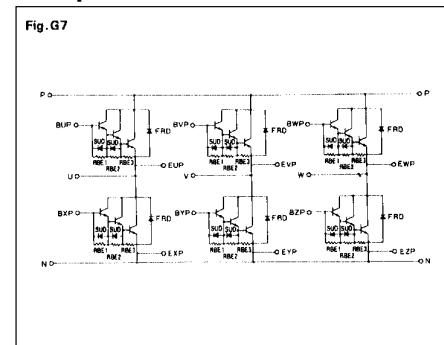 Fig.G7
P P
BUP FRD BVP FRD BWP FRD
SUD SUD SUD SUD SUD SUD
RBE1 RBE2 RBE3 EUP RBE1 RBE2 RBE3 EVP RBE1 RBE2 RBE3 EWP
U V W
BXP FRD BYP FRD BZP FRD
SUD SUD SUD SUD SUD SUD
RBE1 RBE2 RBE3 EXP RBE1 RBE2 RBE3 EYP RBE1 RBE2 RBE3 EZP
N N